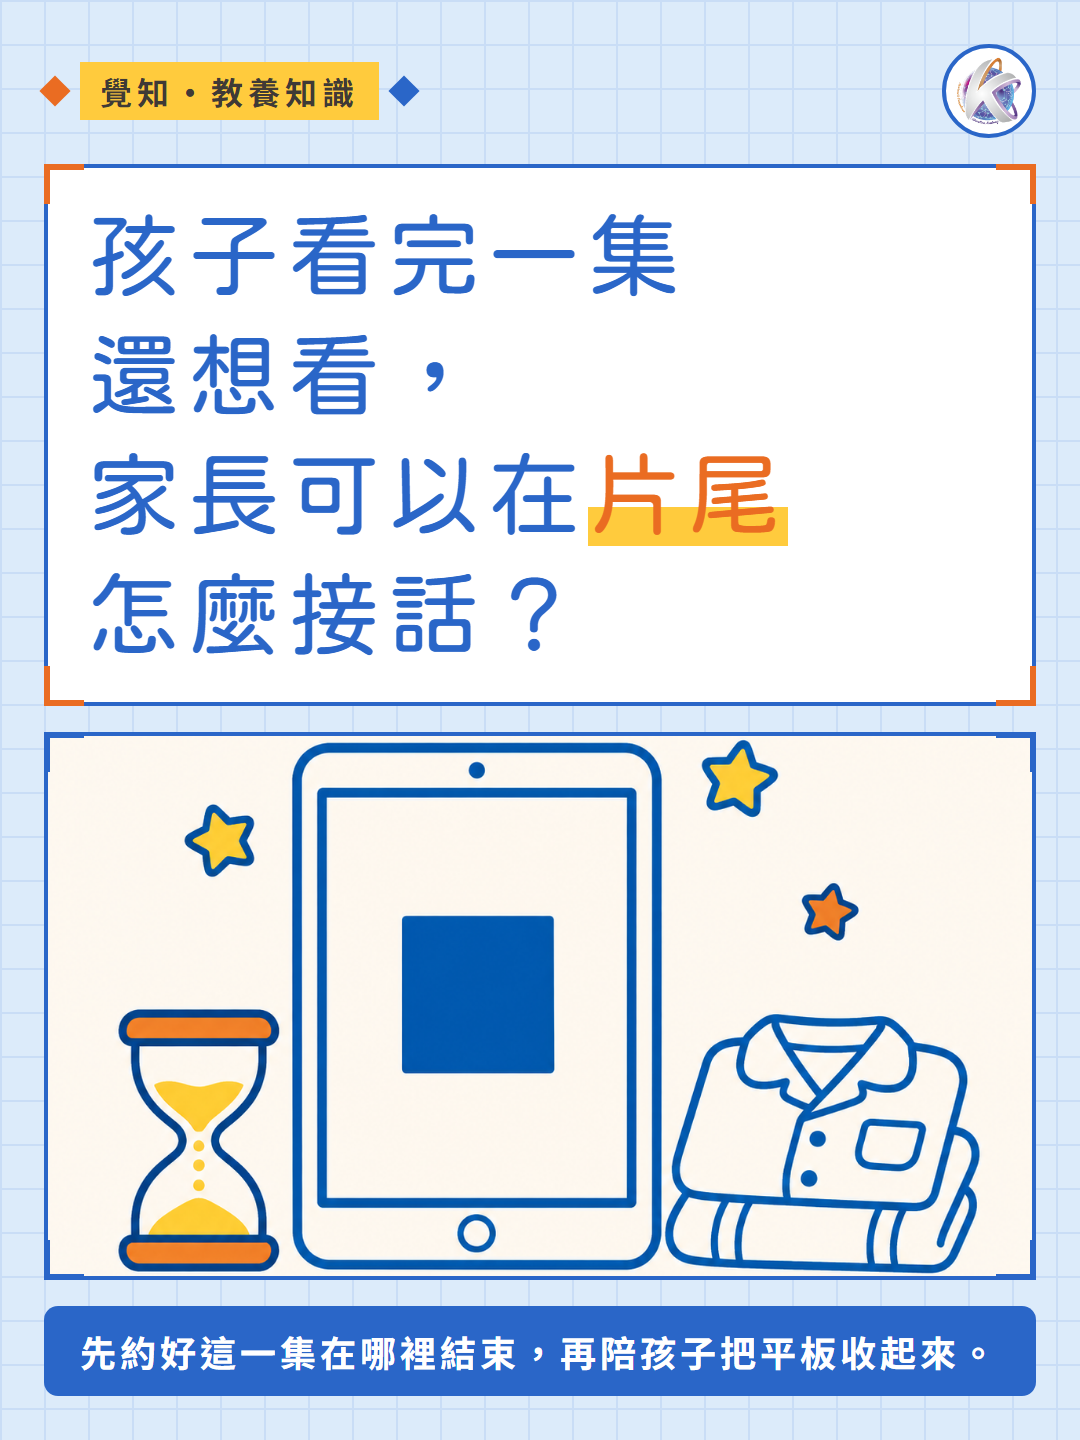 覺知・教養知識
孩子看完一集
還想看，
家長可以在片尾
怎麼接話？
先約好這一集在哪裡結束，再陪孩子把平板收起來。